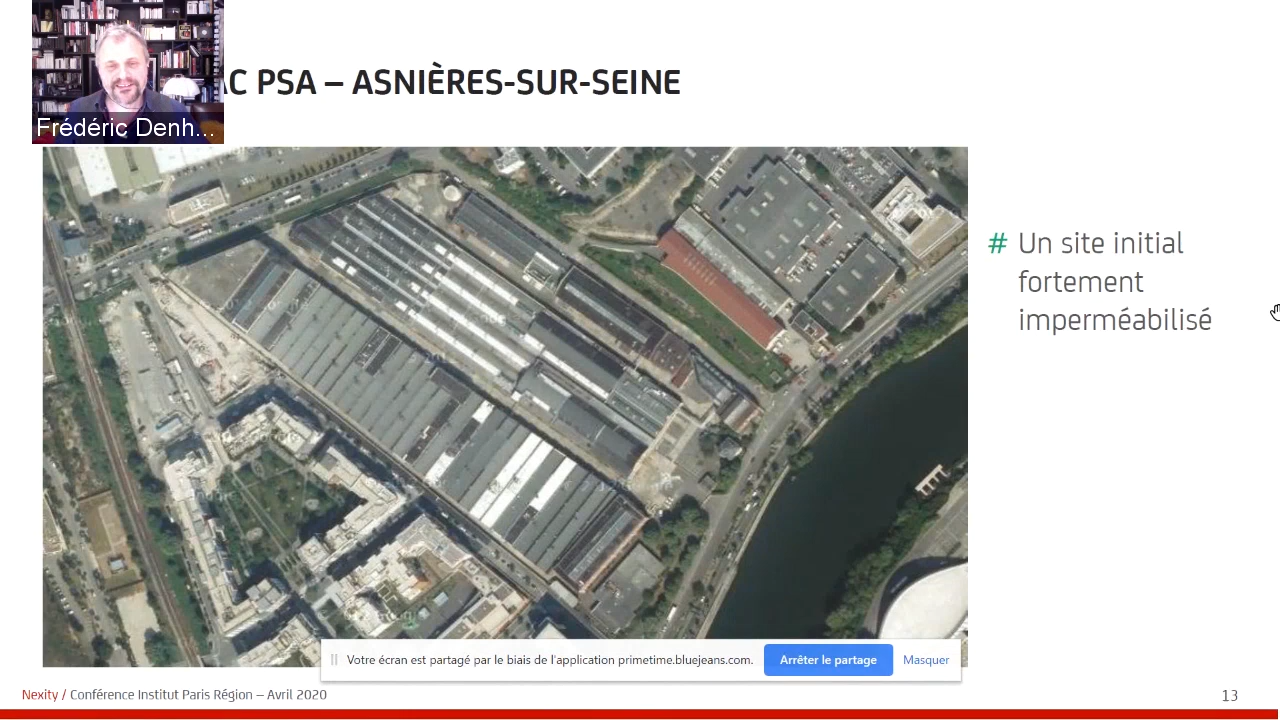 AC PSA – ASNIÈRES-SUR-SEINE
Frédéric Denh...
# Un site initial
fortement
imperméabilisé
Votre écran est partagé par le biais de l'application primetime.bluejeans.com.
Arrêter le partage
Masquer
Nexity / Conférence Institut Paris Région – Avril 2020
13